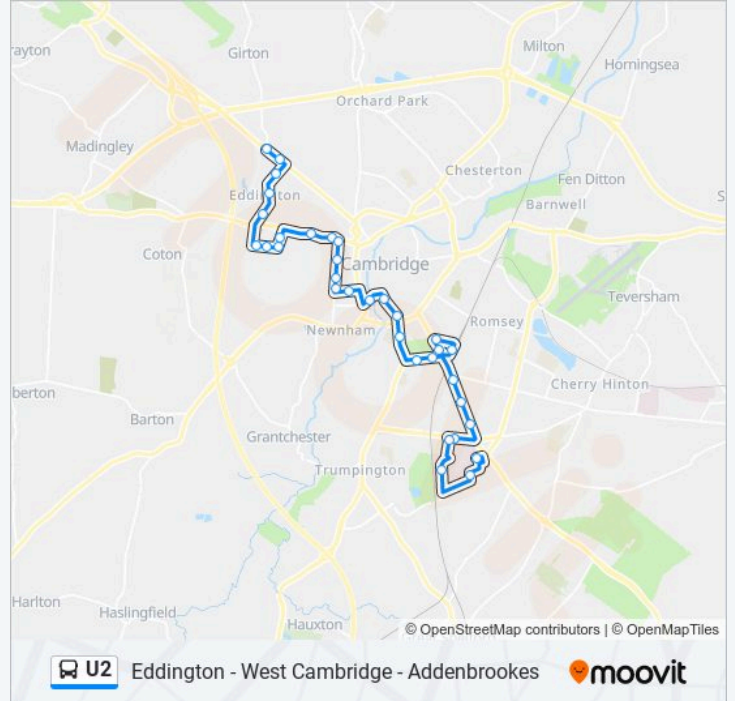 Girton
Milton
rayton
Horningsea
Orchard Park
Madingley
Chesterton
Fen Ditton
Eddington
Barnwell
S
Coton
Cambridge
Teversham
Newnham
Romsey
Cherry Hinton
berton
Barton
Grantchester
Trumpington
Harlton
Haslingfield
Hauxton
© OpenStreetMap contributors | © OpenMapTiles
U2 Eddington - West Cambridge - Addenbrookes moovit